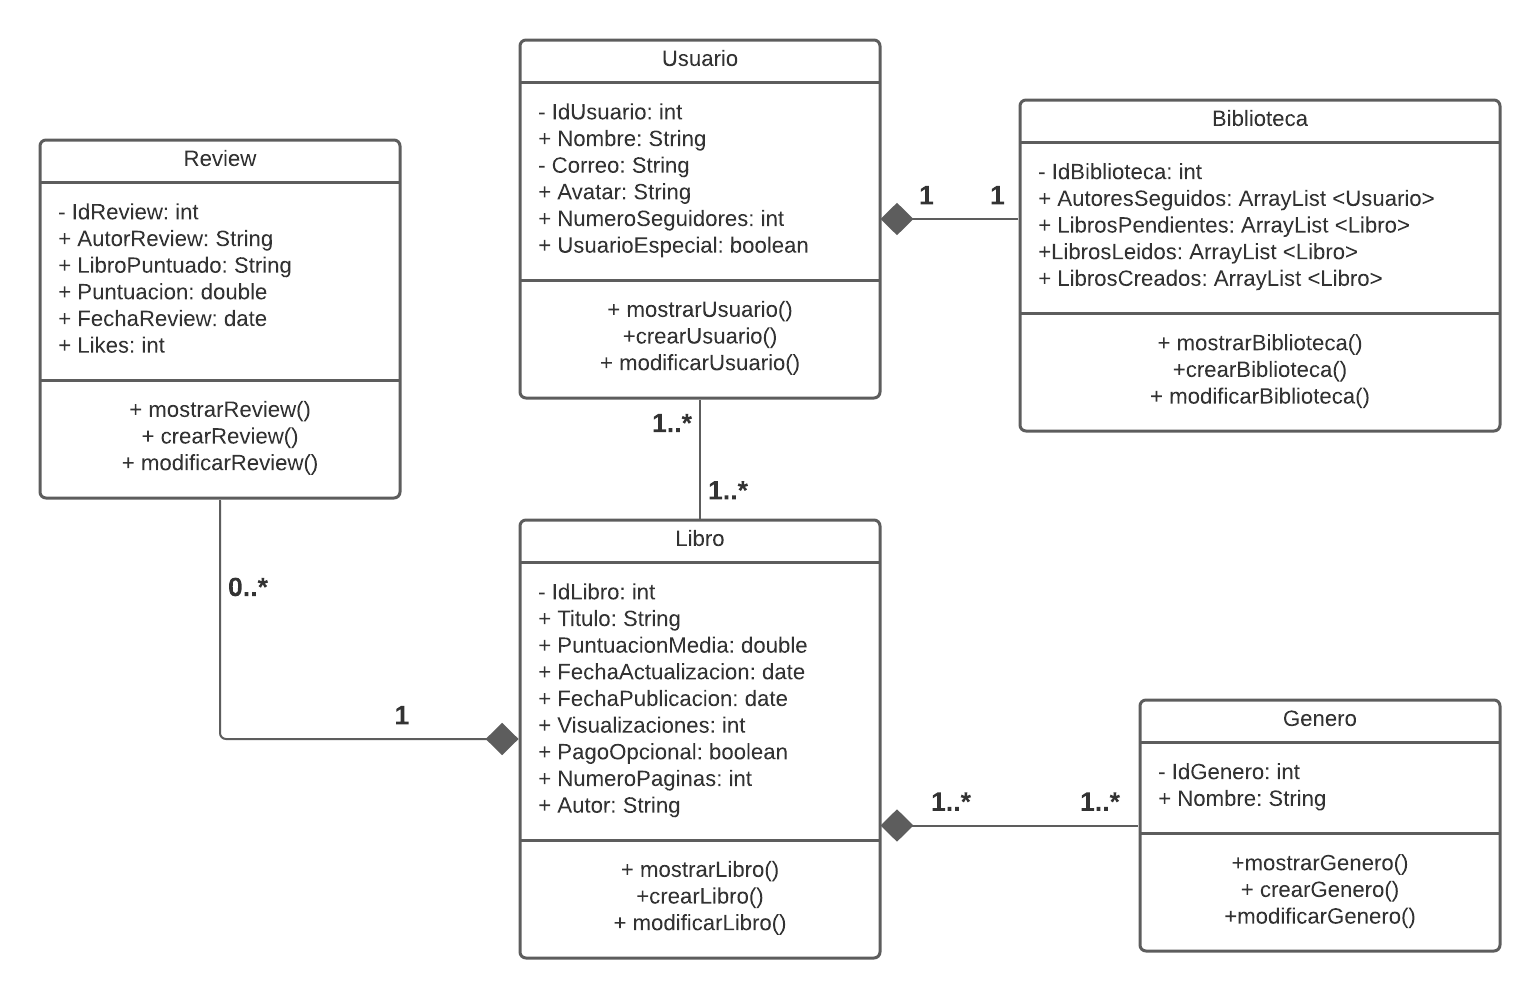 Usuario
- IdUsuario: int
+ Nombre: String
- Correo: String
+ Avatar: String
+ NumeroSeguidores: int
+ UsuarioEspecial: boolean
+ mostrarUsuario()
+crearUsuario()
+ modificarUsuario()
1
1
Biblioteca
- IdBiblioteca: int
+ AutoresSeguidos: ArrayList <Usuario>
+ LibrosPendientes: ArrayList <Libro>
+LibrosLeidos: ArrayList <Libro>
+ LibrosCreados: ArrayList <Libro>
+ mostrarBiblioteca()
+crearBiblioteca()
+ modificarBiblioteca()
Review
- IdReview: int
+ AutorReview: String
+ LibroPuntuado: String
+ Puntuacion: double
+ FechaReview: date
+ Likes: int
+ mostrarReview()
+ crearReview()
+ modificarReview()
1..*
1..*
0..*
1
Libro
- IdLibro: int
+ Titulo: String
+ PuntuacionMedia: double
+ FechaActualizacion: date
+ FechaPublicacion: date
+ Visualizaciones: int
+ PagoOpcional: boolean
+ NumeroPaginas: int
+ Autor: String
+ mostrarLibro()
+crearLibro()
+ modificarLibro()
1..*
1..*
Genero
- IdGenero: int
+ Nombre: String
+mostrarGenero()
+ crearGenero()
+modificarGenero()